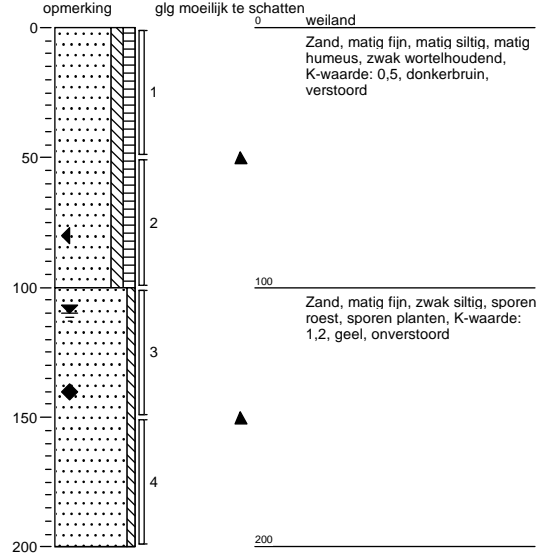 opmerking glg moeilijk te schatten
0
0 weiland
Zand, matig fijn, matig siltig, matig
humeus, zwak wortelhoudend,
K-waarde: 0,5, donkerbruin,
verstoord
1
50
2
100
100
Zand, matig fijn, zwak siltig, sporen
roest, sporen planten, K-waarde:
1,2, geel, onverstoord
3
150
4
200
200